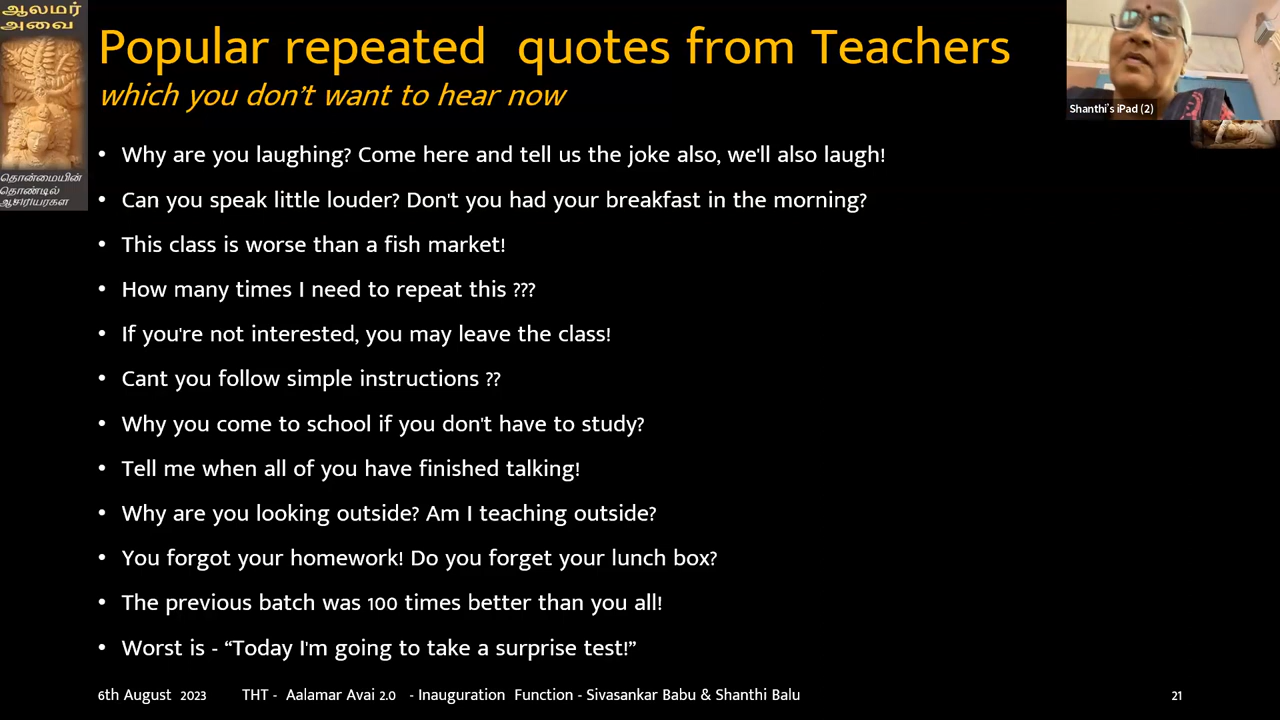 ஆலமர்
அவை
Popular repeated quotes from Teachers
which you don't want to hear now
Shanthi's iPad (2)
• Why are you laughing? Come here and tell us the joke also, we'll also laugh!
• Can you speak little louder? Don't you had your breakfast in the morning?
தொன்மையின்
தொண்டில்
• This class is worse than a fish market!
• How many times I need to repeat this ???
• If you're not interested, you may leave the class!
• Cant you follow simple instructions ??
• Why you come to school if you don't have to study?
• Tell me when all of you have finished talking!
• Why are you looking outside? Am I teaching outside?
• You forgot your homework! Do you forget your lunch box?
• The previous batch was 100 times better than you all!
• Worst is - “Today I'm going to take a surprise test!”
6th August 2023 THT - Aalamar Avai 2.0 - Inauguration Function - Sivasankar Babu & Shanthi Balu 21